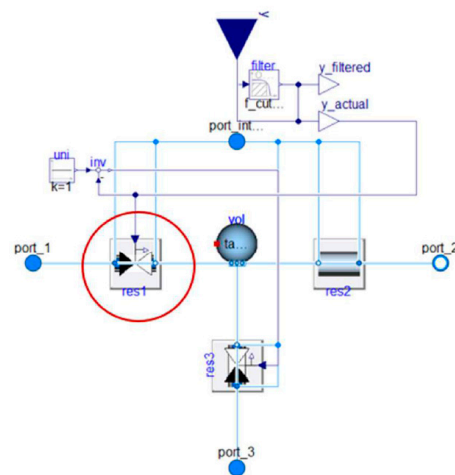 y
filter
y_filtered
f_cut...
y_actual
port_int...
uni
inv
k=1
vol
port_1
ta...
port_2
res1
res2
res3
port_3